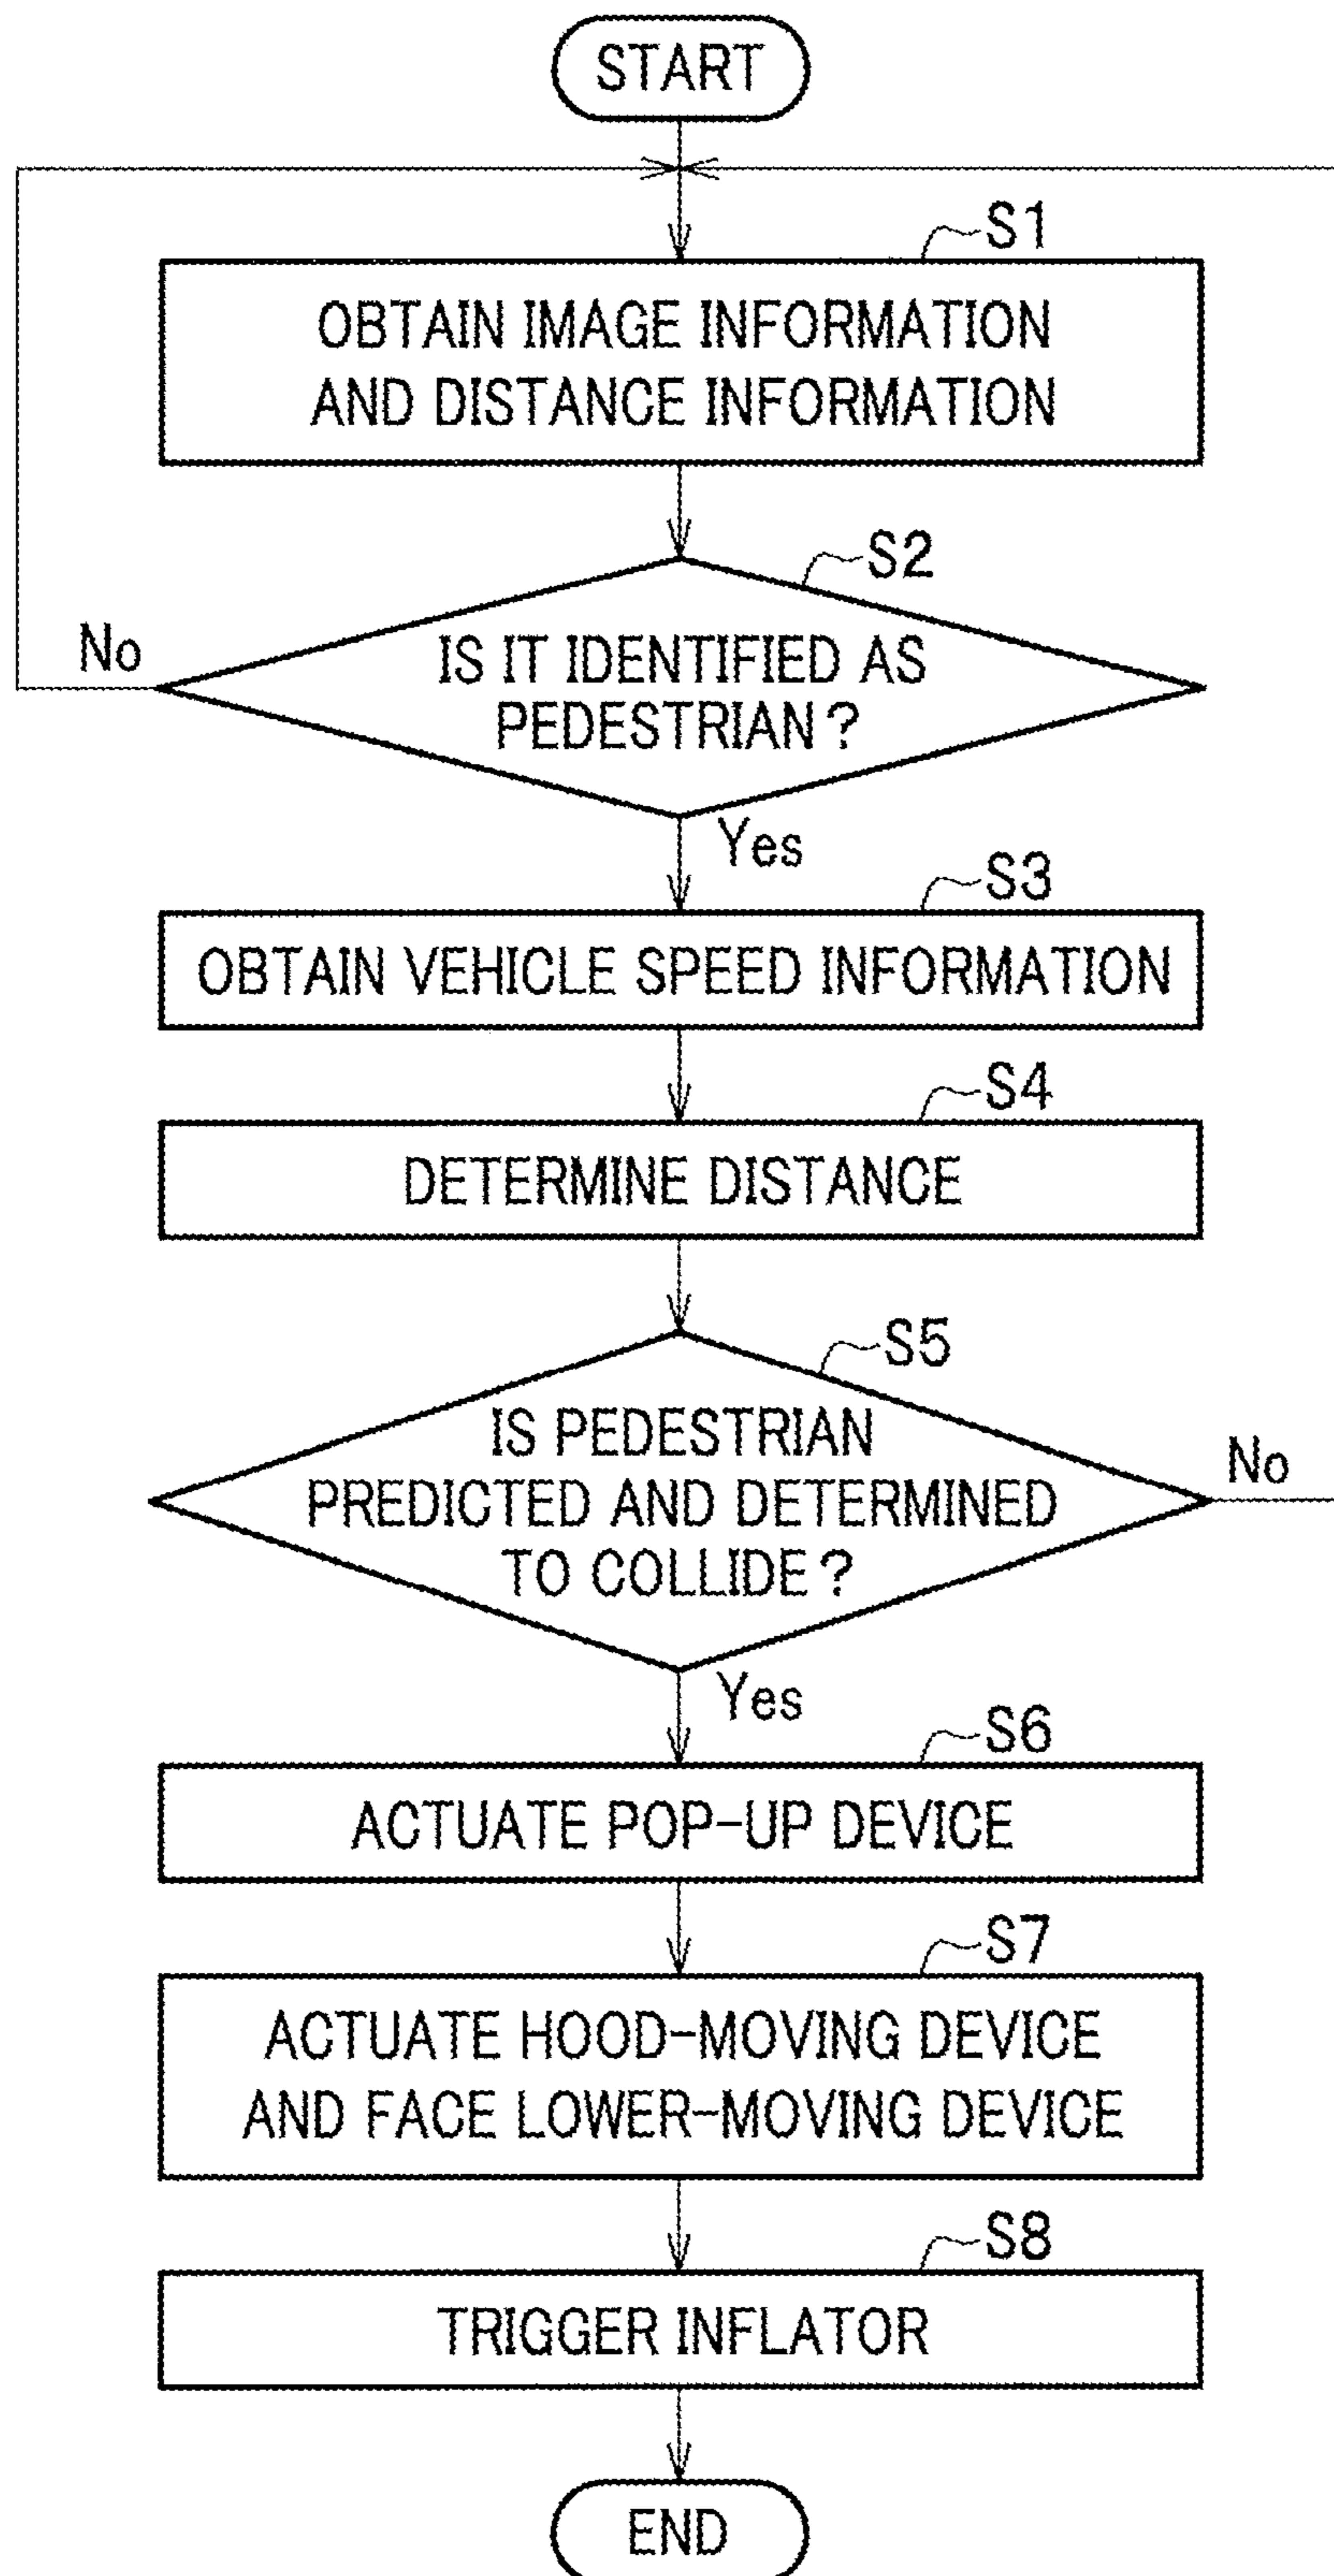 START
S1
OBTAIN IMAGE INFORMATION
AND DISTANCE INFORMATION
S2
No
IS IT IDENTIFIED AS
PEDESTRIAN?
Yes
S3
OBTAIN VEHICLE SPEED INFORMATION
S4
DETERMINE DISTANCE
S5
IS PEDESTRIAN
No
PREDICTED AND DETERMINED
TO COLLIDE?
Yes
S6
ACTUATE POP-UP DEVICE
S7
ACTUATE HOOD-MOVING DEVICE
AND FACE LOWER-MOVING DEVICE
S8
TRIGGER INFLATOR
END